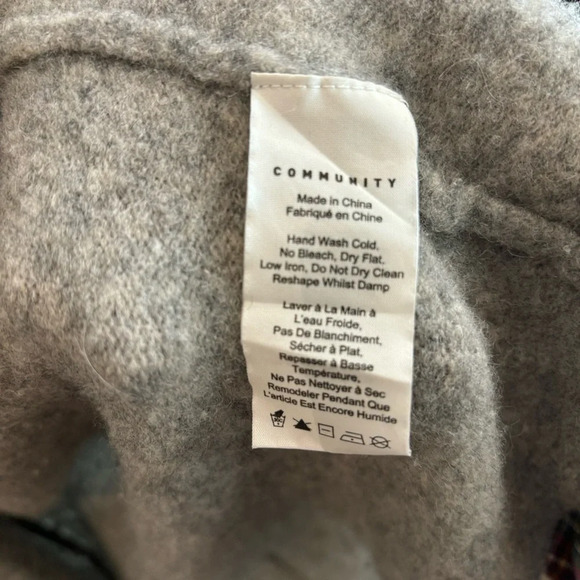 COMMUNITY
Made in China
Fabriqué en Chine
Hand Wash Cold,
No Bleach, Dry Flat.
Low Iron, Do Not Dry Clean
Reshape Whilst Damp
Laver à La Main à
L'eau Froide,
Pas De Blanchiment,
Sécher à Plat,
Repasser à Basse
Température,
Ne Pas Nettoyer à Sec
Remodeler Pendant Que
L'article Est Encore Humide